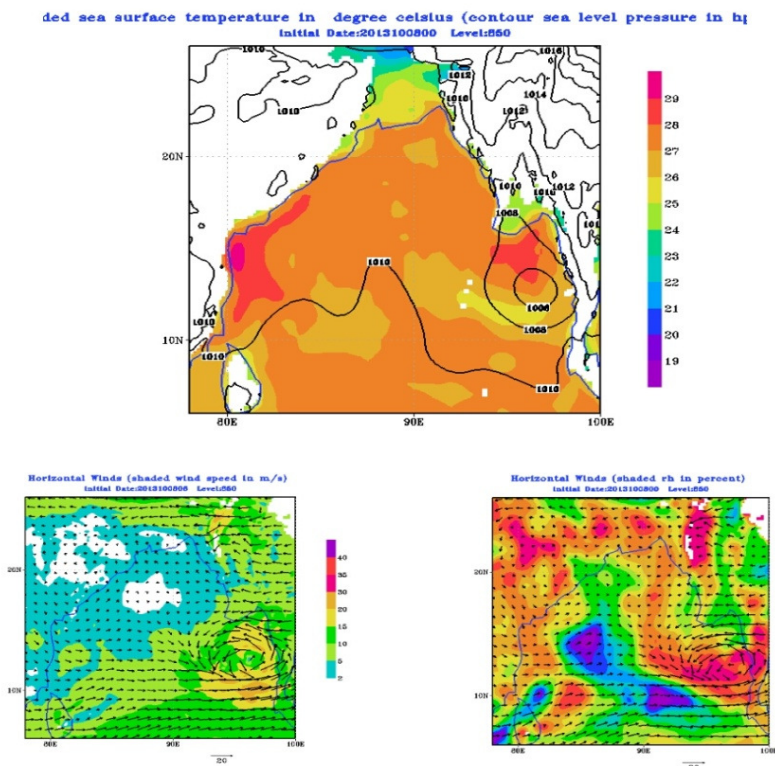 ded sea surface temperature in degree celsius (contour sea level pressure in hp
initial Date:2013100800 Level:850
1010
1010
1012
1016
1016
1014
1012
29
28
27
26
25
24
23
22
21
20
19
20N
10N
1010
1012
1016
1008
1010
1006
1008
1010
1010
1010
80E
90E
100E
Horizontal Winds (shaded wind speed in m/s)
initial Date:2013100806 Level:850
Horizontal Winds (shaded rh in percent)
initial Date:2013100800 Level:850
20N
10N
40
35
30
20
15
10
5
2
20N
10N
80E
90E
100E
80E
90E
100E
20